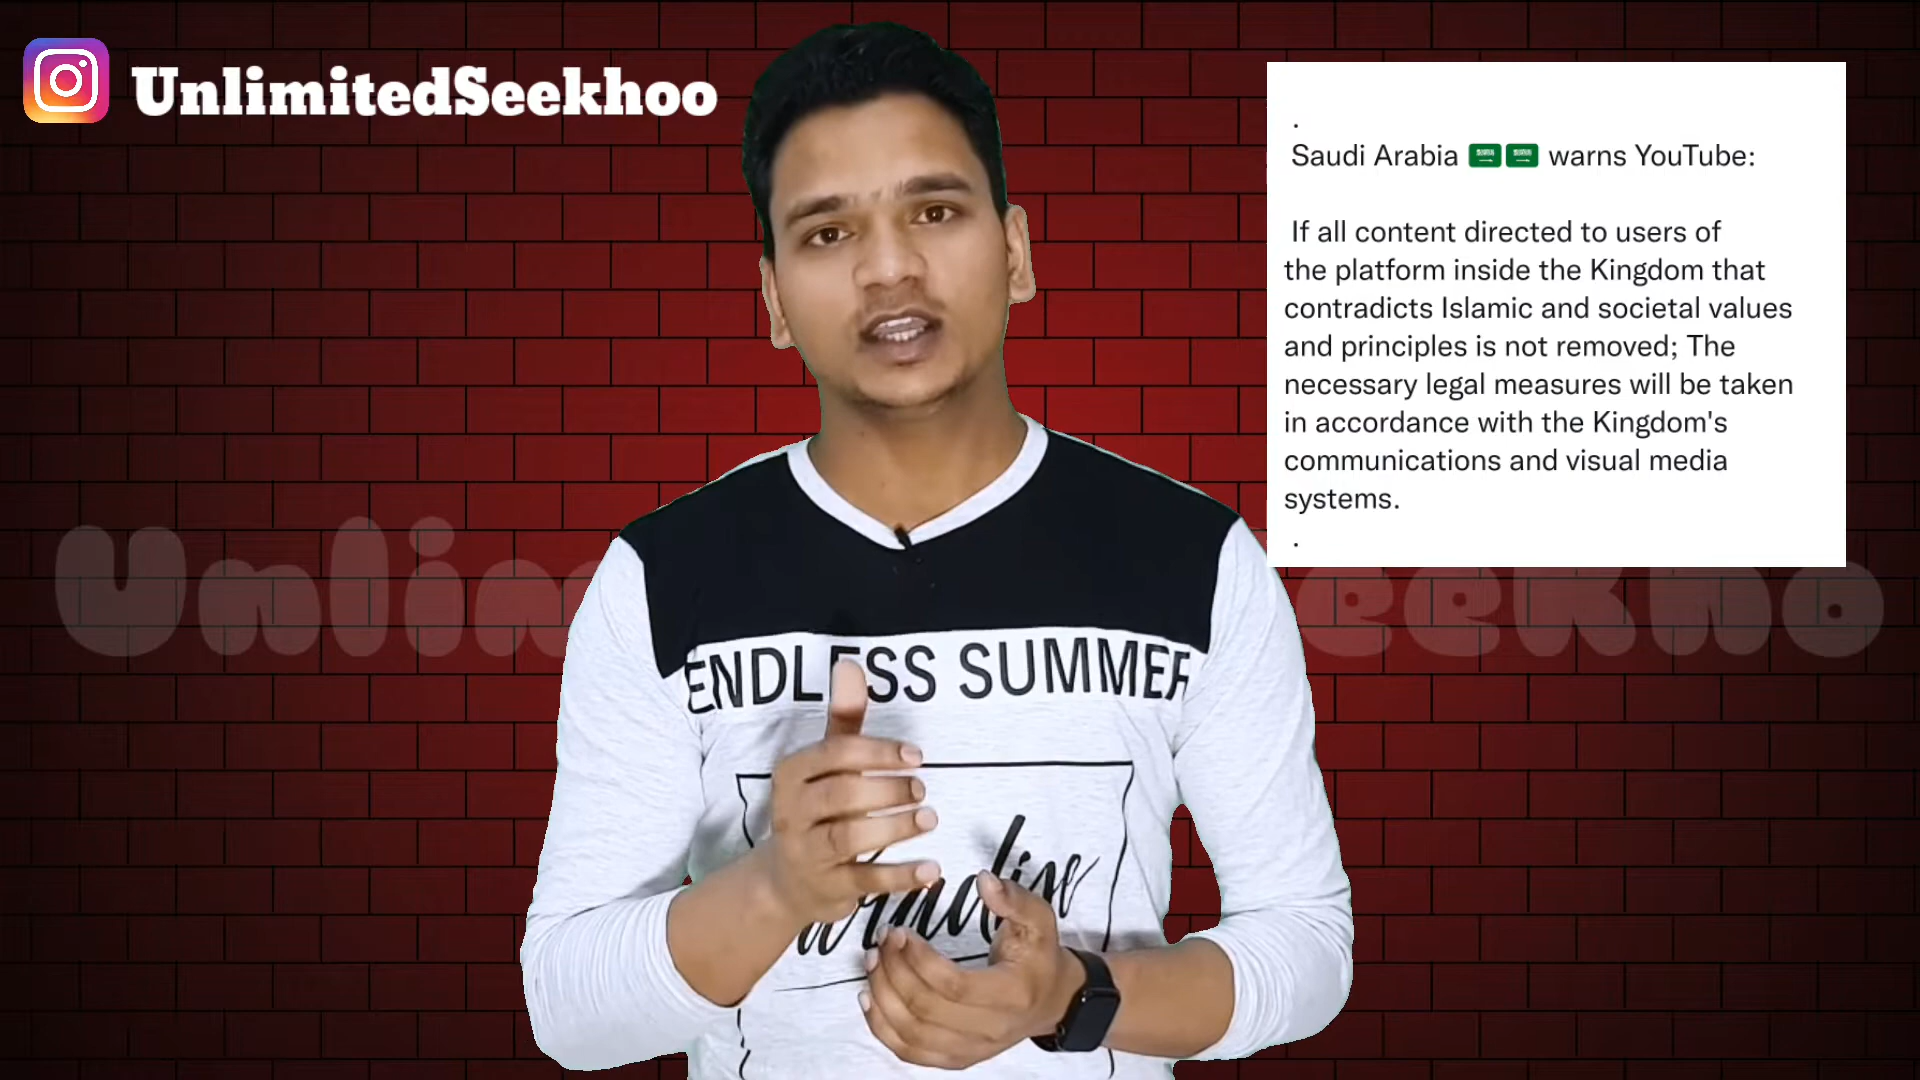 UnlimitedSeekhoo
.
Saudi Arabia 🇸🇦🇸🇦 warns YouTube:
If all content directed to users of
the platform inside the Kingdom that
contradicts Islamic and societal values
and principles is not removed; The
necessary legal measures will be taken
in accordance with the Kingdom's
communications and visual media
systems.
.
ENDLESS SUMMER